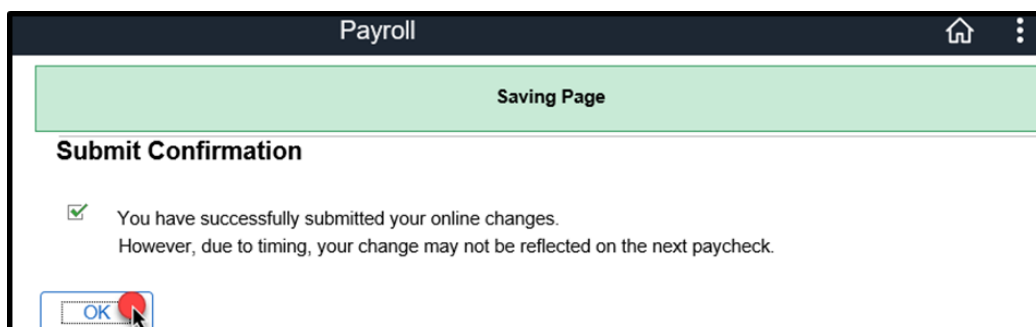 Payroll
Saving Page
Submit Confirmation
You have successfully submitted your online changes.
However, due to timing, your change may not be reflected on the next paycheck.
OK